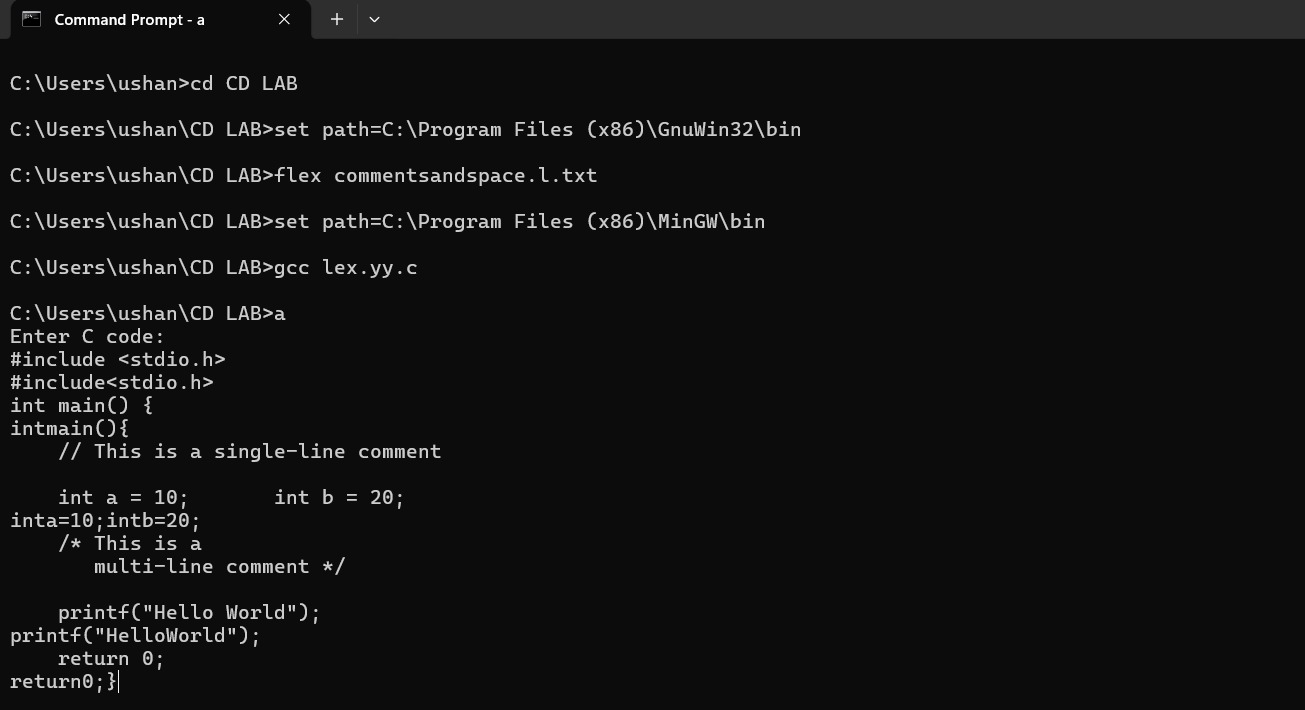 Command Prompt - a
C:\Users\ushan>cd CD LAB
C:\Users\ushan\CD LAB>set path=C:\Program Files (x86)\GnuWin32\bin
C:\Users\ushan\CD LAB>flex commentsandspace.l.txt
C:\Users\ushan\CD LAB>set path=C:\Program Files (x86)\MinGW\bin
C:\Users\ushan\CD LAB>gcc lex.yy.c
C:\Users\ushan\CD LAB>a
Enter C code:
#include <stdio.h>
#include<stdio.h>
int main() {
intmain(){
    // This is a single-line comment
    int a = 10;       int b = 20;
inta=10;intb=20;
    /* This is a
       multi-line comment */
    printf("Hello World");
printf("HelloWorld");
    return 0;
return0;}